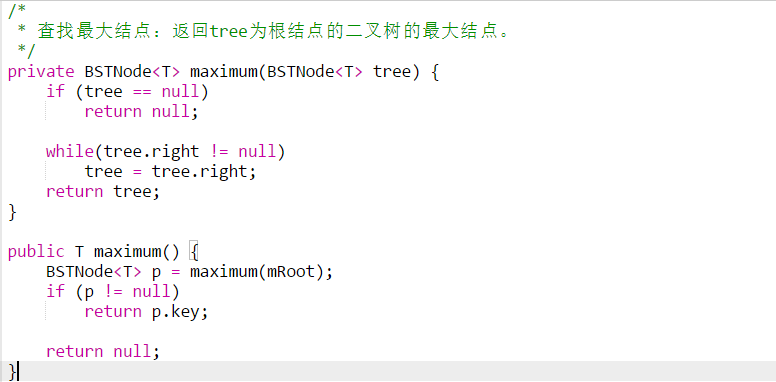 /*
 * 查找最大结点：返回tree为根结点的二叉树的最大结点。
 */
private BSTNode<T> maximum(BSTNode<T> tree) {
    if (tree == null)
        return null;

    while(tree.right != null)
        tree = tree.right;
    return tree;
}

public T maximum() {
    BSTNode<T> p = maximum(mRoot);
    if (p != null)
        return p.key;

    return null;
}